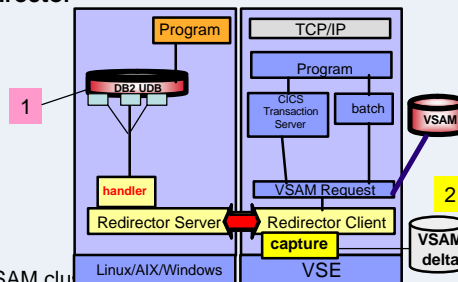 Program
TCP/IP
Program
DB2 UDB
1
CICS
Transaction
Server
batch
VSAM
handler
VSAM Request
2
Redirector Server
Redirector Client
capture
VSAM
delta
Linux/AIX/Windows
VSE